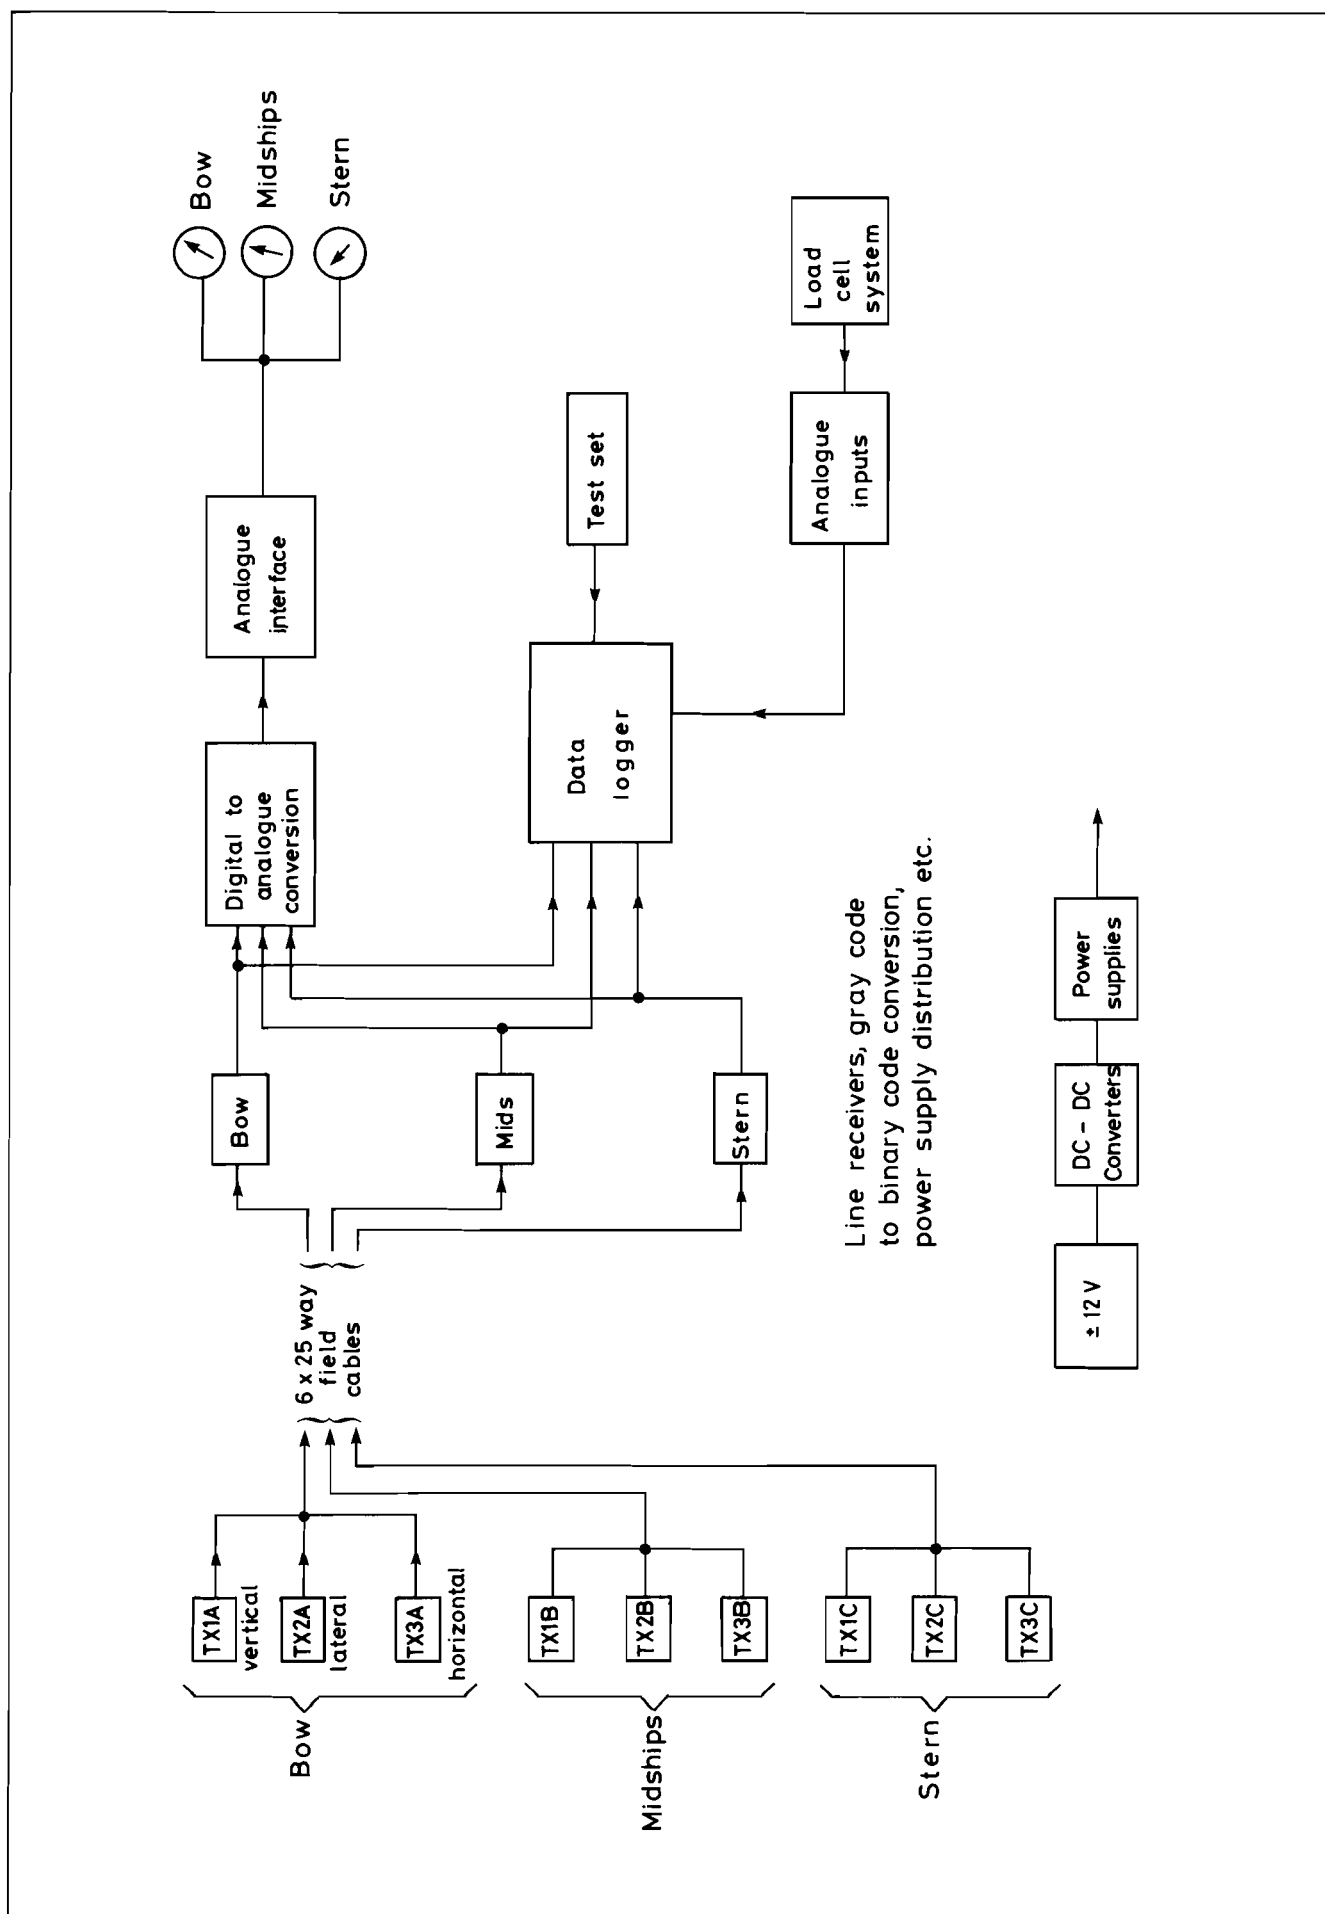 Bow
TX1A
vertical
TX2A
lateral
TX3A
horizontal
Midships
TX1B
TX2B
TX3B
Stern
TX1C
TX2C
TX3C
6 x 25 way
field
cables
Bow
Mids
Stern
Line receivers, gray code
to binary code conversion,
power supply distribution etc.
Digital to
analogue
conversion
Analogue
interface
Bow
Midships
Stern
Data
logger
Test set
Analogue
inputs
Load
cell
system
± 12 V
DC - DC
Converters
Power
supplies